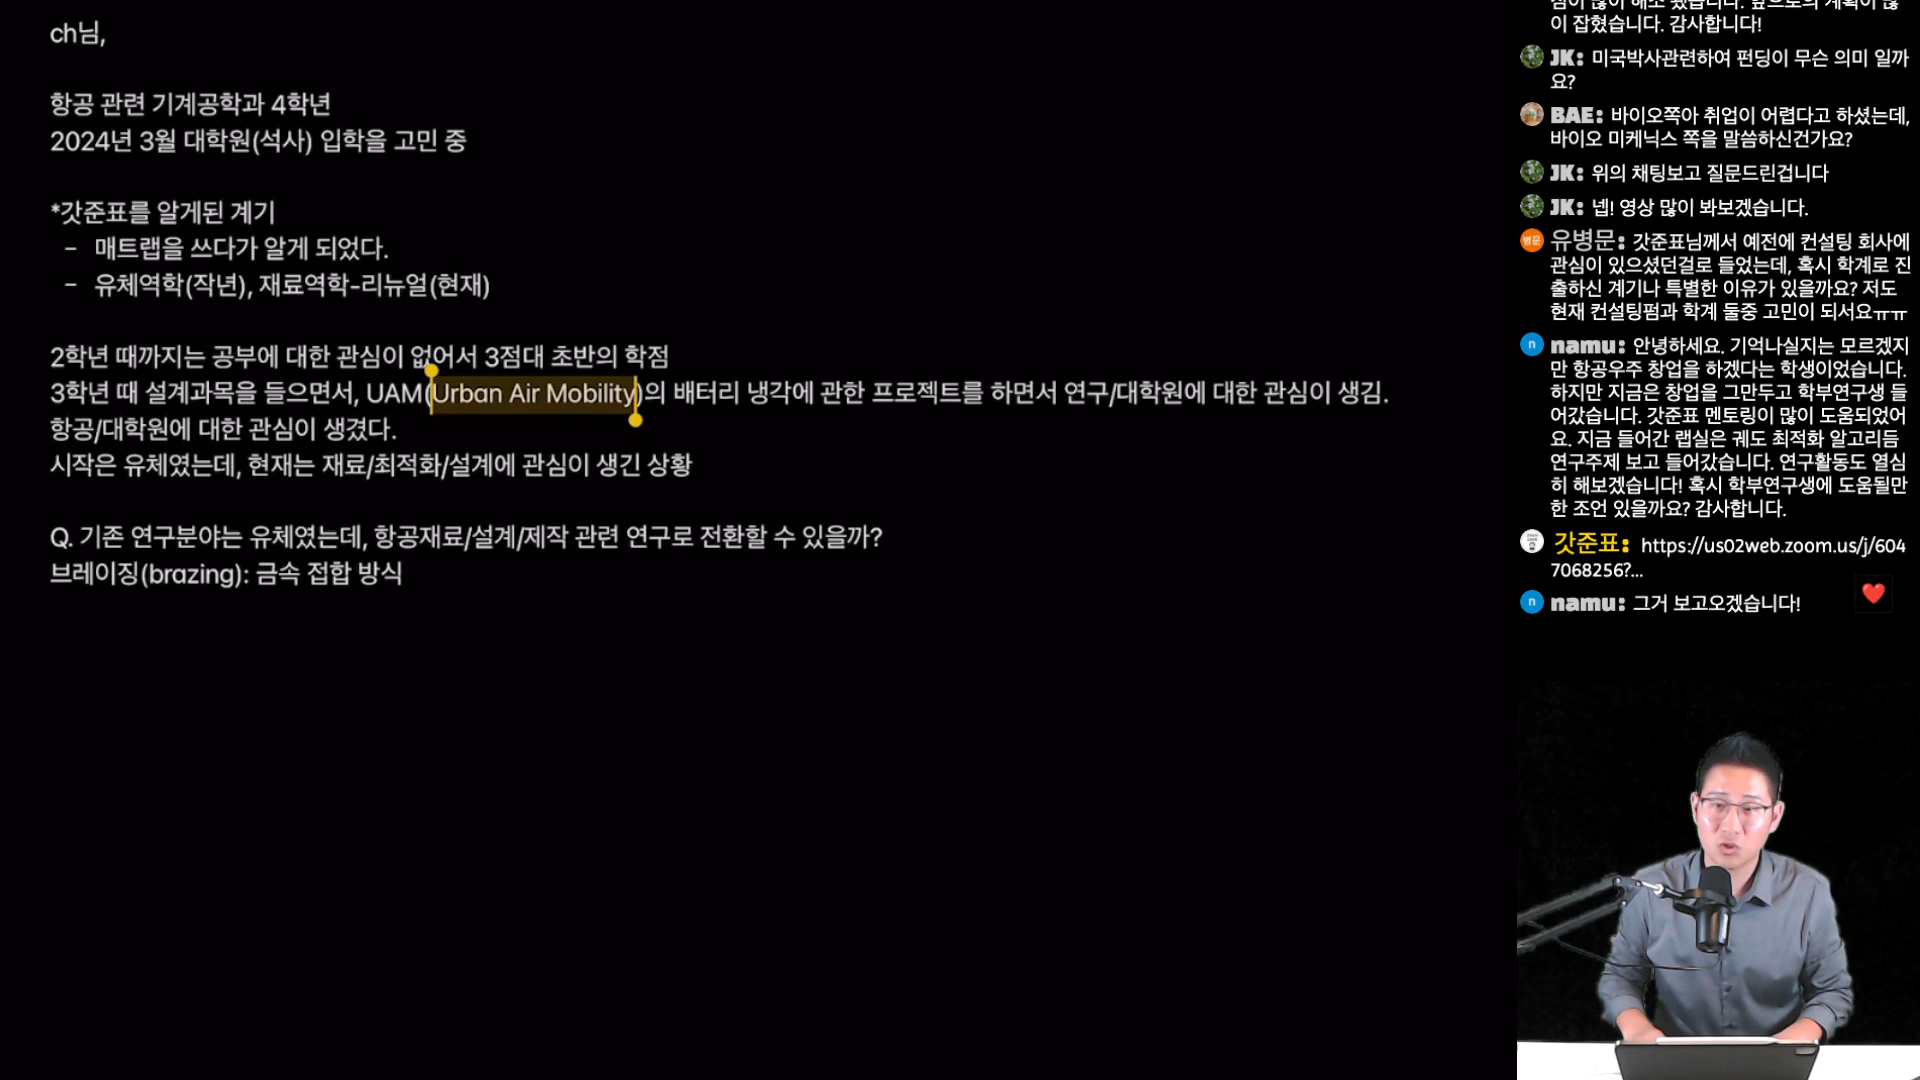 ch님,
항공 관련 기계공학과 4학년
2024년 3월 대학원(석사) 입학을 고민 중
*갓준표를 알게된 계기
– 매트랩을 쓰다가 알게 되었다.
– 유체역학(작년), 재료역학-리뉴얼(현재)
2학년 때까지는 공부에 대한 관심이 없어서 3점대 초반의 학점
3학년 때 설계과목을 들으면서, UAM(Urban Air Mobility)의 배터리 냉각에 관한 프로젝트를 하면서 연구/대학원에 대한 관심이 생김.
항공/대학원에 대한 관심이 생겼다.
시작은 유체였는데, 현재는 재료/최적화/설계에 관심이 생긴 상황
Q. 기존 연구분야는 유체였는데, 항공재료/설계/제작 관련 연구로 전환할 수 있을까?
브레이징(brazing): 금속 접합 방식
이 잡혔습니다. 감사합니다!
JK: 미국박사관련하여 펀딩이 무슨 의미 일까
요?
BAE: 바이오쪽아 취업이 어렵다고 하셨는데,
바이오 미케닉스 쪽을 말씀하신건가요?
JK: 위의 채팅보고 질문드린겁니다
JK: 넵! 영상 많이 봐보겠습니다.
병문 유병문: 갓준표님께서 예전에 컨설팅 회사에
관심이 있으셨던걸로 들었는데, 혹시 학계로 진
출하신 계기나 특별한 이유가 있을까요? 저도
현재 컨설팅펌과 학계 둘중 고민이 되서요ㅠㅠ
n namu: 안녕하세요. 기억나실지는 모르겠지
만 항공우주 창업을 하겠다는 학생이었습니다.
하지만 지금은 창업을 그만두고 학부연구생 들
어갔습니다. 갓준표 멘토링이 많이 도움되었어
요. 지금 들어간 랩실은 궤도 최적화 알고리듬
연구주제 보고 들어갔습니다. 연구활동도 열심
히 해보겠습니다! 혹시 학부연구생에 도움될만
한 조언 있을까요? 감사합니다.
갓준표: https://us02web.zoom.us/j/604
7068256?...
n namu: 그거 보고오겠습니다!